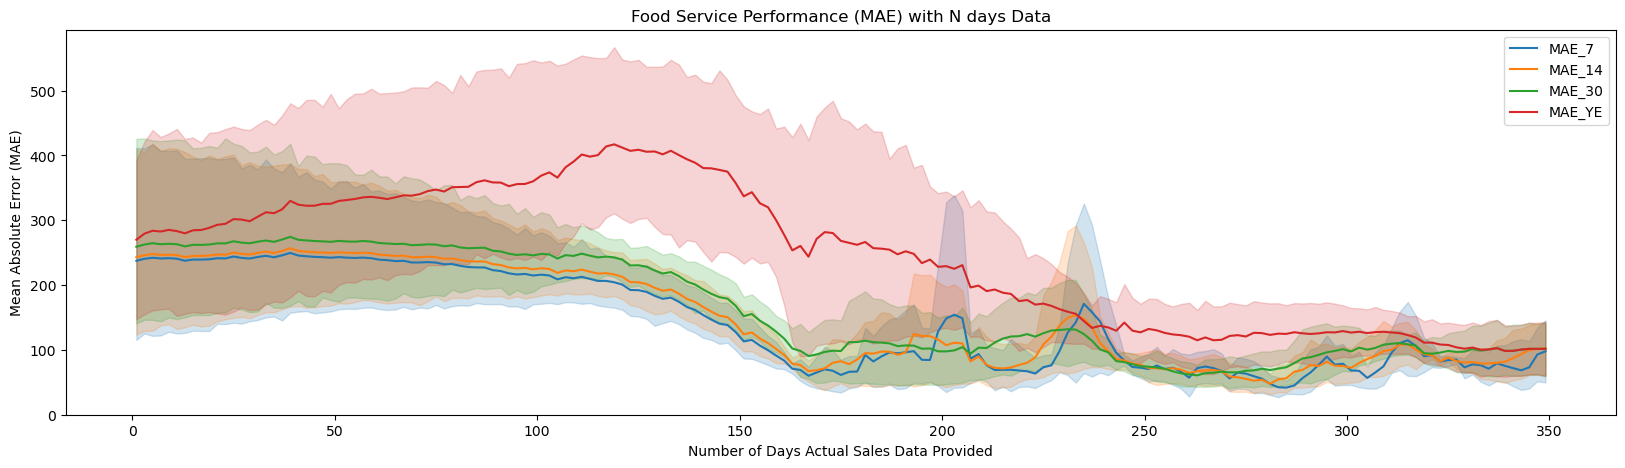 Food Service Performance (MAE) with N days Data
Mean Absolute Error (MAE)
500
400
300
200
100
0
0 50 100 150 200 250 300 350
Number of Days Actual Sales Data Provided
MAE_7
MAE_14
MAE_30
MAE_YE